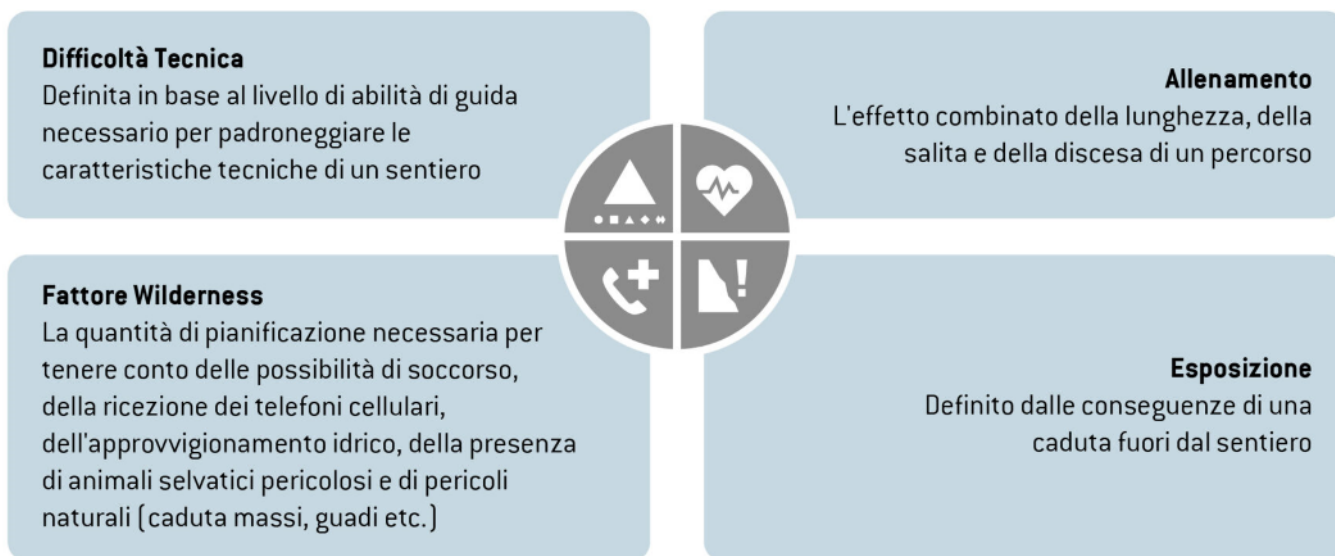 Difficoltà Tecnica
Definita in base al livello di abilità di guida
necessario per padroneggiare le
caratteristiche tecniche di un sentiero
Allenamento
L'effetto combinato della lunghezza, della
salita e della discesa di un percorso
Fattore Wilderness
La quantità di pianificazione necessaria per
tenere conto delle possibilità di soccorso,
della ricezione dei telefoni cellulari,
dell'approvvigionamento idrico, della presenza
di animali selvatici pericolosi e di pericoli
naturali (caduta massi, guadi etc.)
Esposizione
Definito dalle conseguenze di una
caduta fuori dal sentiero